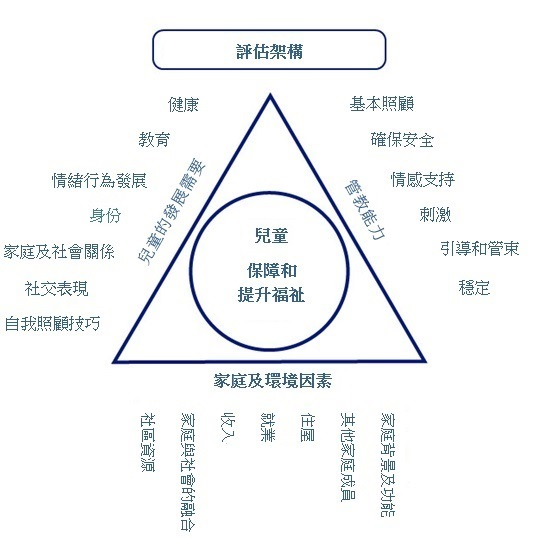 評估架構
健康
教育
情緒行為發展
身份
家庭及社會關係
社交表現
自我照顧技巧
兒童的發展需要
兒童
保障和
提升福祉
管教能力
基本照顧
確保安全
情感支持
刺激
引導和管束
穩定
家庭及環境因素
社區資源
家庭與社會的融合
收入
就業
住屋
其他家庭成員
家庭背景及功能